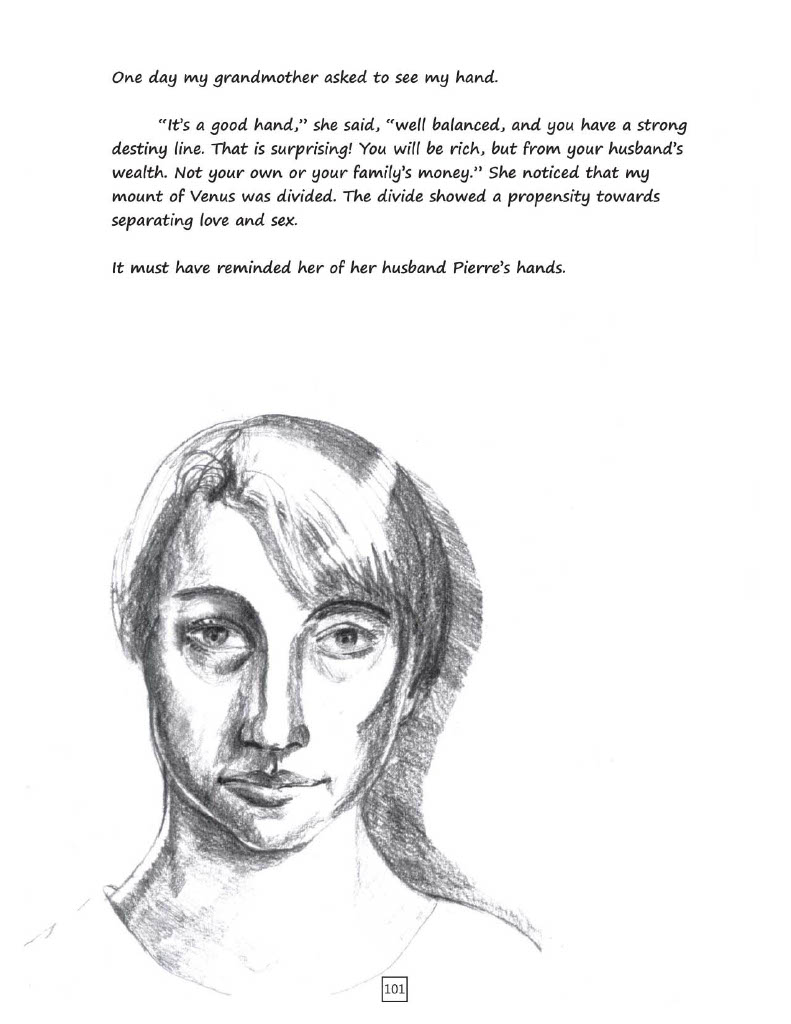 One day my grandmother asked to see my hand.
“It’s a good hand,” she said, “well balanced, and you have a strong
destiny line. That is surprising! You will be rich, but from your husband’s
wealth. Not your own or your family’s money.” She noticed that my
mount of Venus was divided. The divide showed a propensity towards
separating love and sex.
It must have reminded her of her husband Pierre’s hands.
101